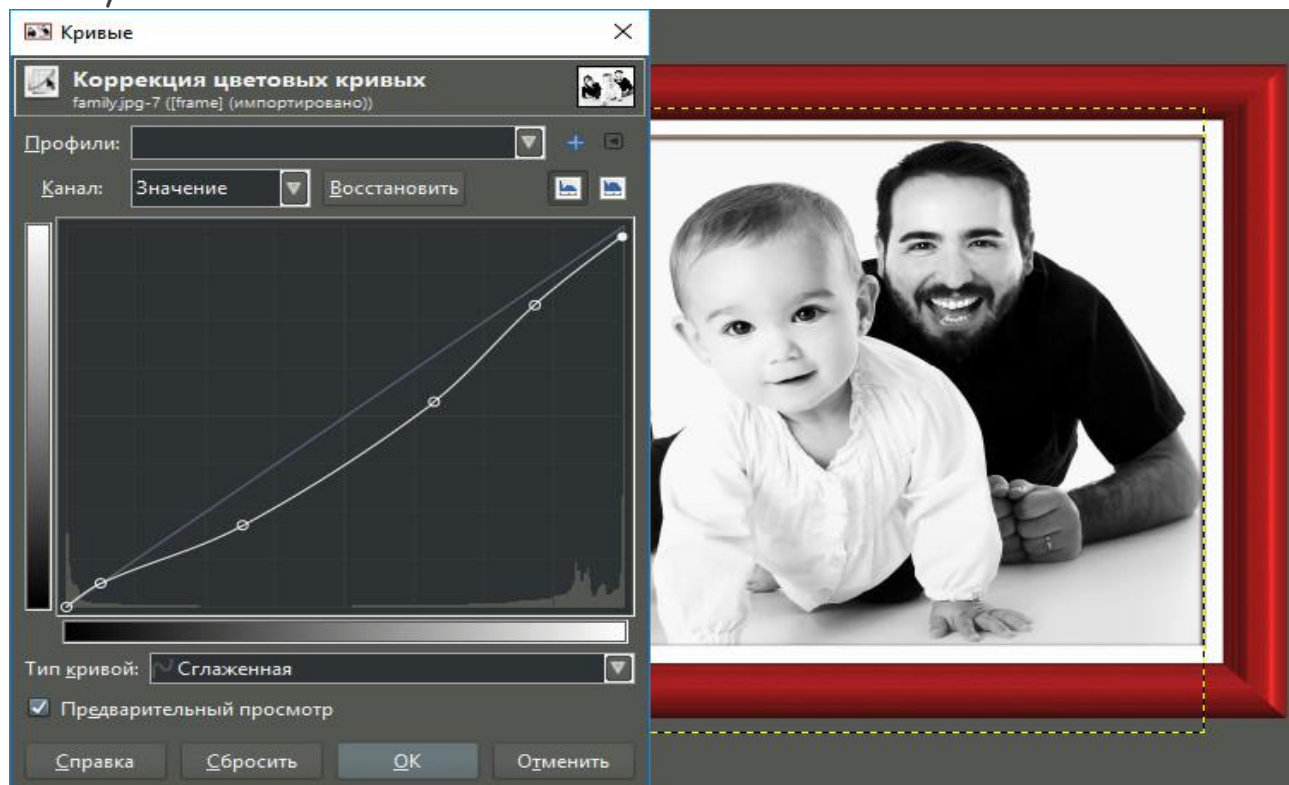 Кривые
Коррекция цветовых кривых
family.jpg-7 ([frame] (импортировано))
Профили:
Канал: Значение Восстановить
Тип кривой: Сглаженная
Предварительный просмотр
Справка Сбросить OK Отменить